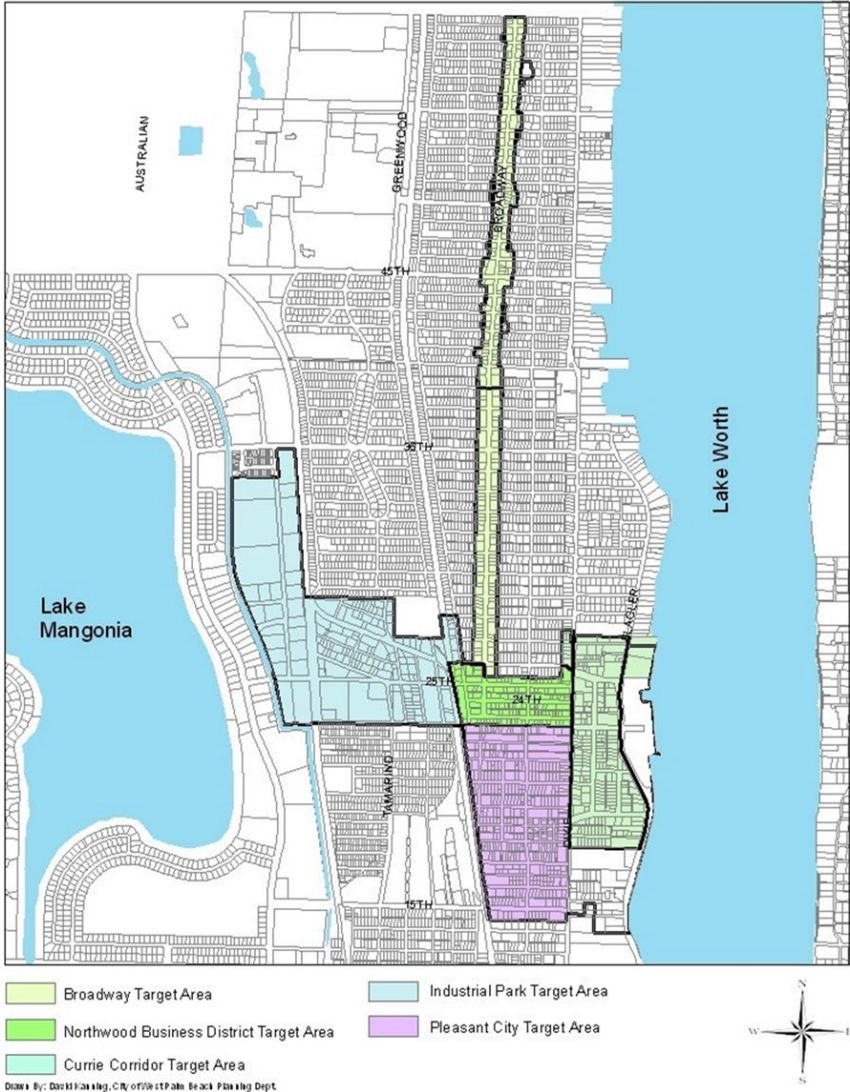 AUSTRALIAN
GREENWOOD
BROADWAY
45TH
36TH
Lake Worth
Lake
Mangonia
25TH
24TH
TAMARIND
15TH
Broadway Target Area
Industrial Park Target Area
Northwood Business District Target Area
Pleasant City Target Area
Currie Corridor Target Area
N
W
S
Drawn By: David Kanning, City of West Palm Beach Planning Dept.